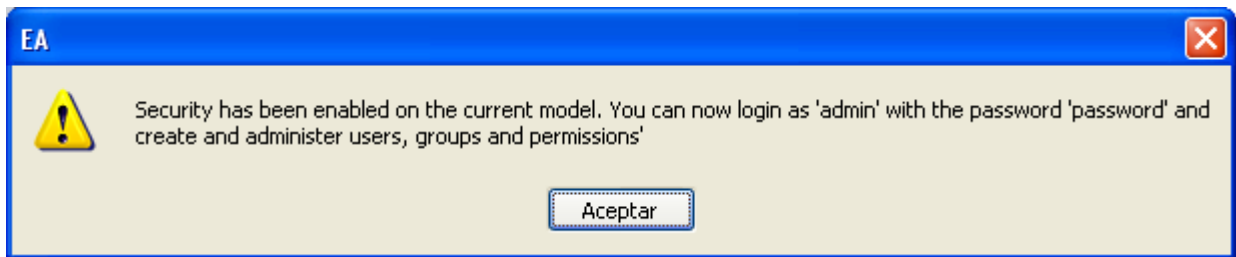 EA
Security has been enabled on the current model. You can now login as 'admin' with the password 'password' and
create and administer users, groups and permissions'
Aceptar